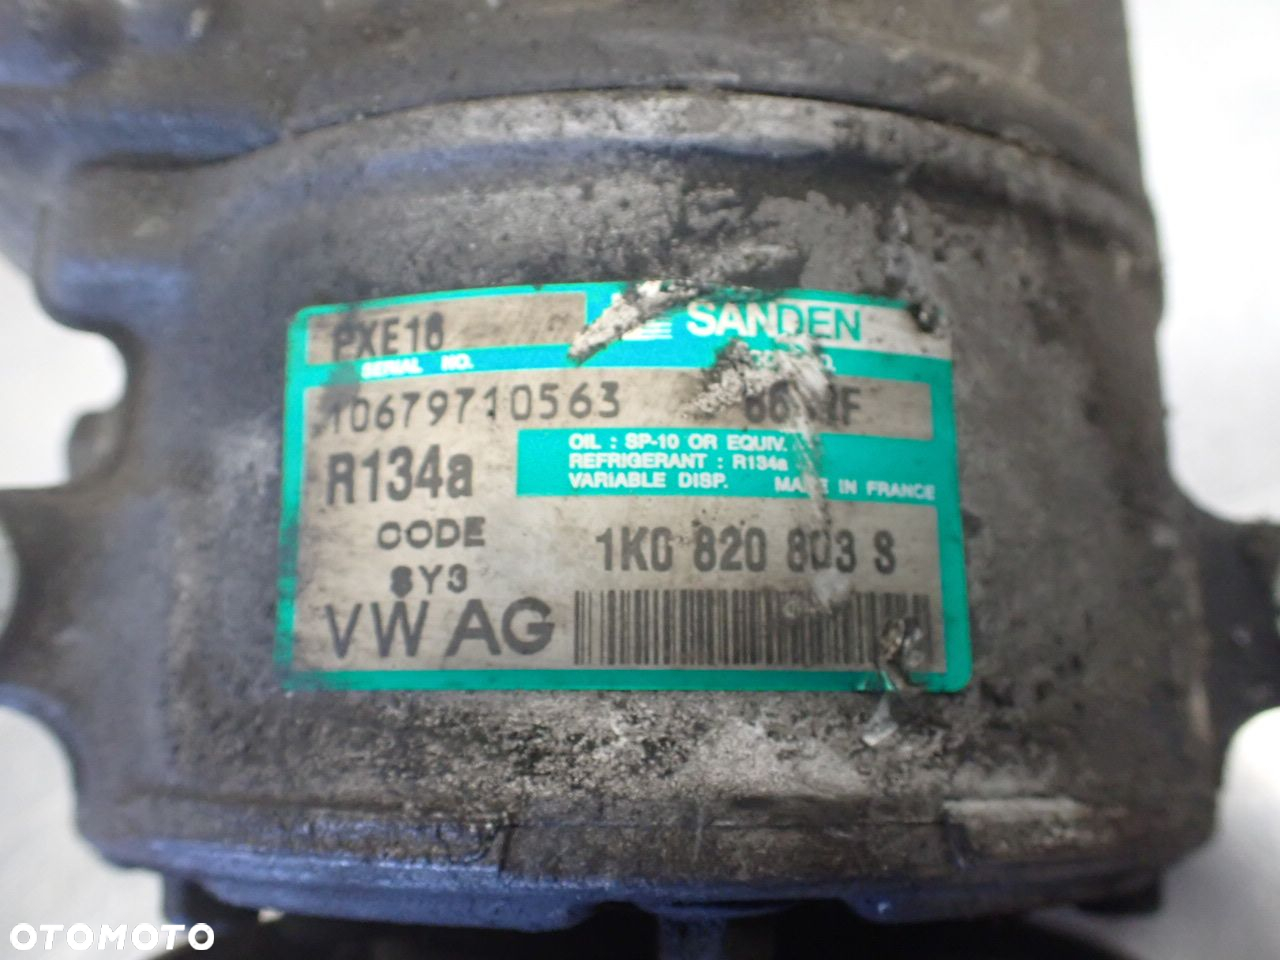 PXE16
SANDEN
SERIAL NO.
10679710563
R134a
OIL : SP-10 OR EQUIV.
REFRIGERANT : R134a
VARIABLE DISP. MADE IN FRANCE
CODE
SY3
1K0 820 803 S
VW AG
OTOMOTO